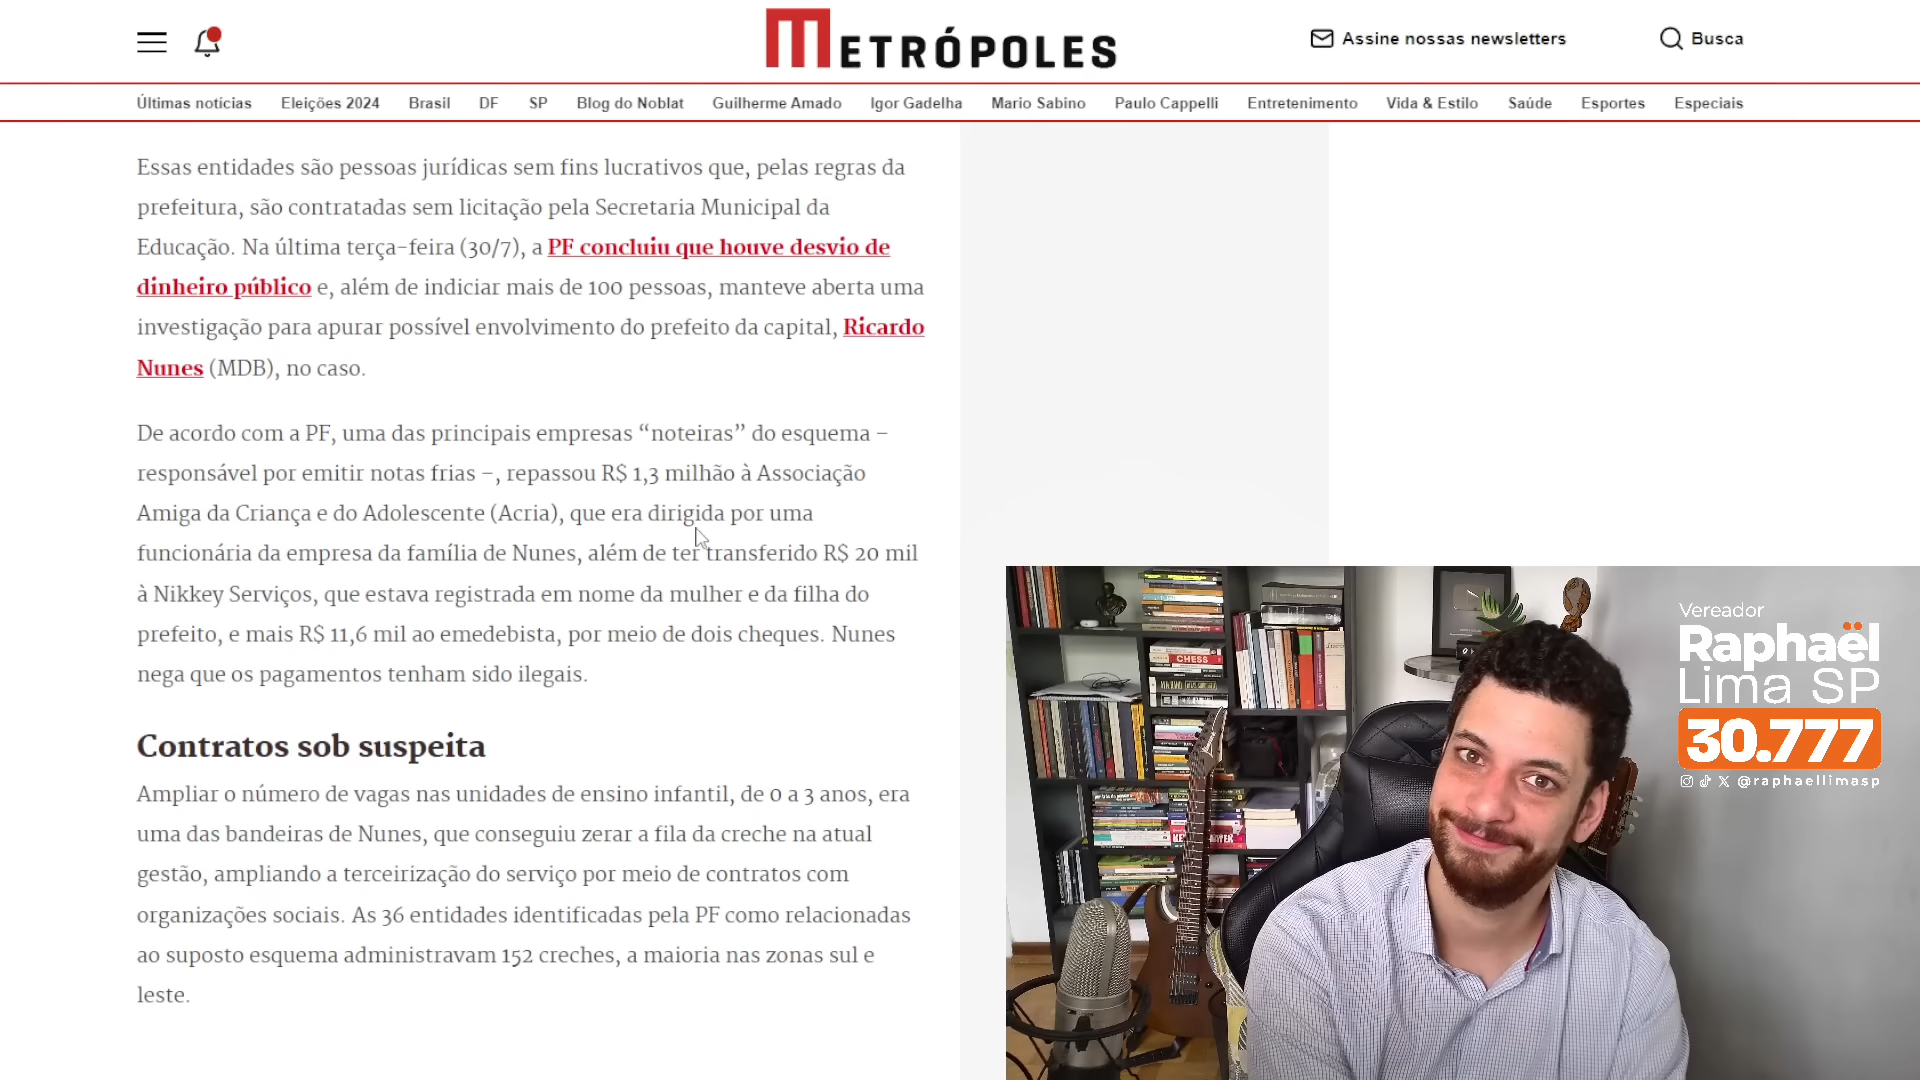 METRÓPOLES
Assine nossas newsletters
Busca
Últimas notícias Eleições 2024 Brasil DF SP Blog do Noblat Guilherme Amado Igor Gadelha Mario Sabino Paulo Cappelli Entretenimento Vida & Estilo Saúde Esportes Especiais
Essas entidades são pessoas jurídicas sem fins lucrativos que, pelas regras da
prefeitura, são contratadas sem licitação pela Secretaria Municipal da
Educação. Na última terça-feira (30/7), a PF concluiu que houve desvio de
dinheiro público e, além de indiciar mais de 100 pessoas, manteve aberta uma
investigação para apurar possível envolvimento do prefeito da capital, Ricardo
Nunes (MDB), no caso.
De acordo com a PF, uma das principais empresas “noteiras” do esquema –
responsável por emitir notas frias –, repassou R$ 1,3 milhão à Associação
Amiga da Criança e do Adolescente (Acria), que era dirigida por uma
funcionária da empresa da família de Nunes, além de ter transferido R$ 20 mil
à Nikkey Serviços, que estava registrada em nome da mulher e da filha do
prefeito, e mais R$ 11,6 mil ao emedebista, por meio de dois cheques. Nunes
nega que os pagamentos tenham sido ilegais.
Contratos sob suspeita
Ampliar o número de vagas nas unidades de ensino infantil, de 0 a 3 anos, era
uma das bandeiras de Nunes, que conseguiu zerar a fila da creche na atual
gestão, ampliando a terceirização do serviço por meio de contratos com
organizações sociais. As 36 entidades identificadas pela PF como relacionadas
ao suposto esquema administravam 152 creches, a maioria nas zonas sul e
leste.
CHESS
Vereador
Raphaël
Lima SP
30.777
@raphaellimasp